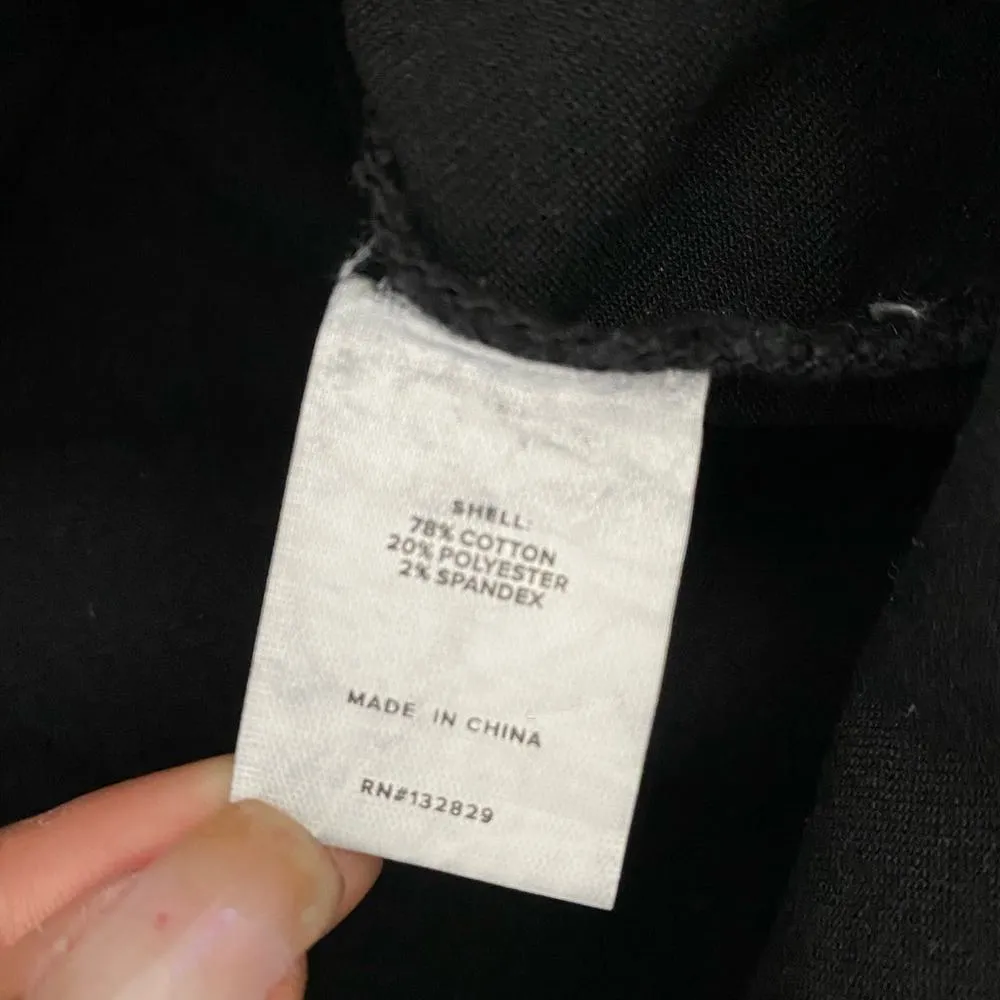 SHELL:
78% COTTON
20% POLYESTER
2% SPANDEX
MADE IN CHINA
RN#132829